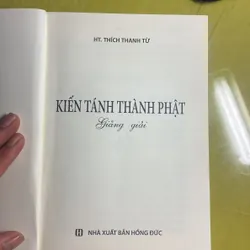 HT. THÍCH THANH TỪ
KIẾN TÁNH THÀNH PHẬT
Giảng giải
H NHÀ XUẤT BẢN HỒNG ĐỨC